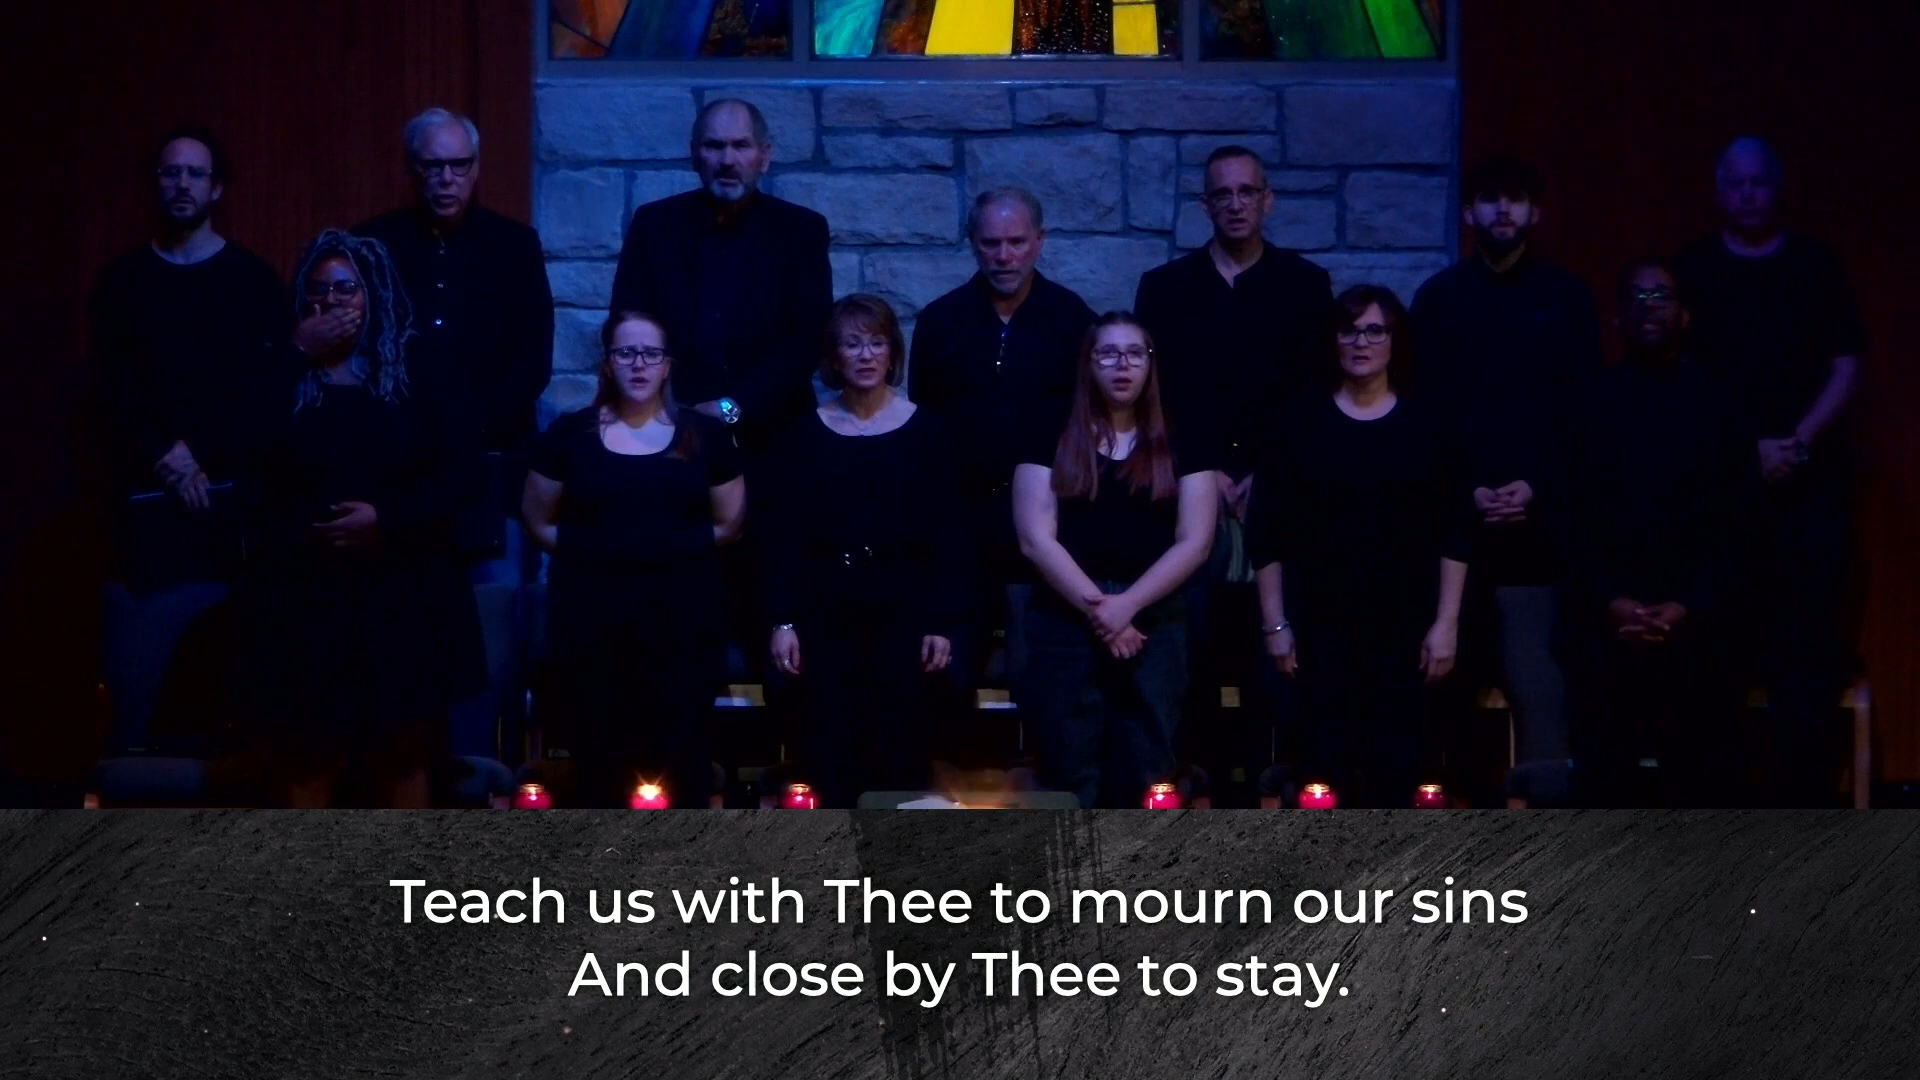 Teach us with Thee to mourn our sins
And close by Thee to stay.